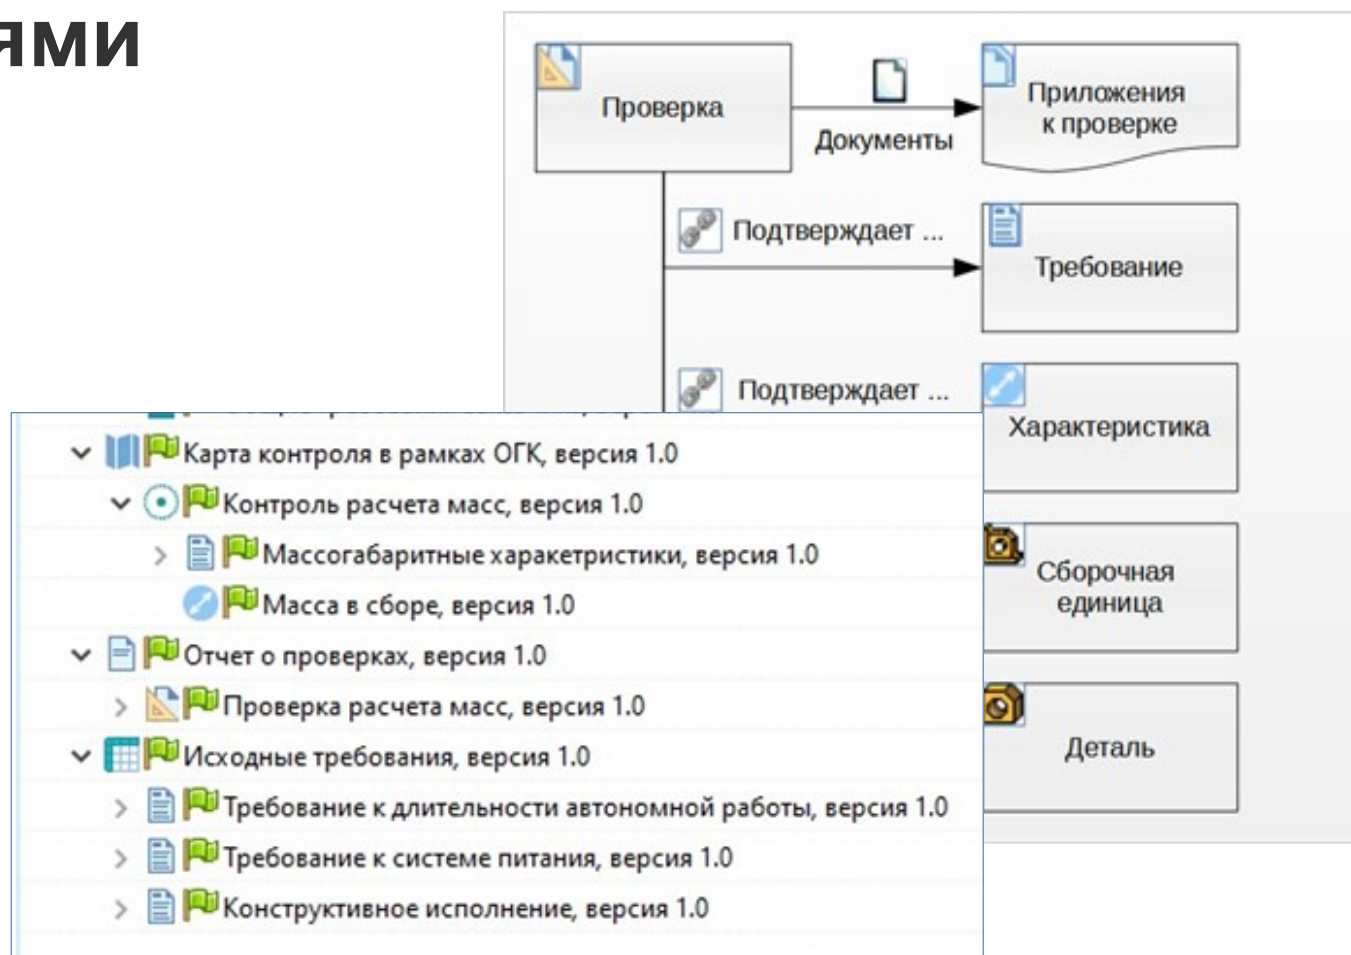 ями
Проверка
Документы
Приложения
к проверке
Подтверждает ...
Требование
Подтверждает ...
Характеристика
Сборочная
единица
Деталь
Карта контроля в рамках ОГК, версия 1.0
Контроль расчета масс, версия 1.0
Массогабаритные харакетристики, версия 1.0
Масса в сборе, версия 1.0
Отчет о проверках, версия 1.0
Проверка расчета масс, версия 1.0
Исходные требования, версия 1.0
Требование к длительности автономной работы, версия 1.0
Требование к системе питания, версия 1.0
Конструктивное исполнение, версия 1.0